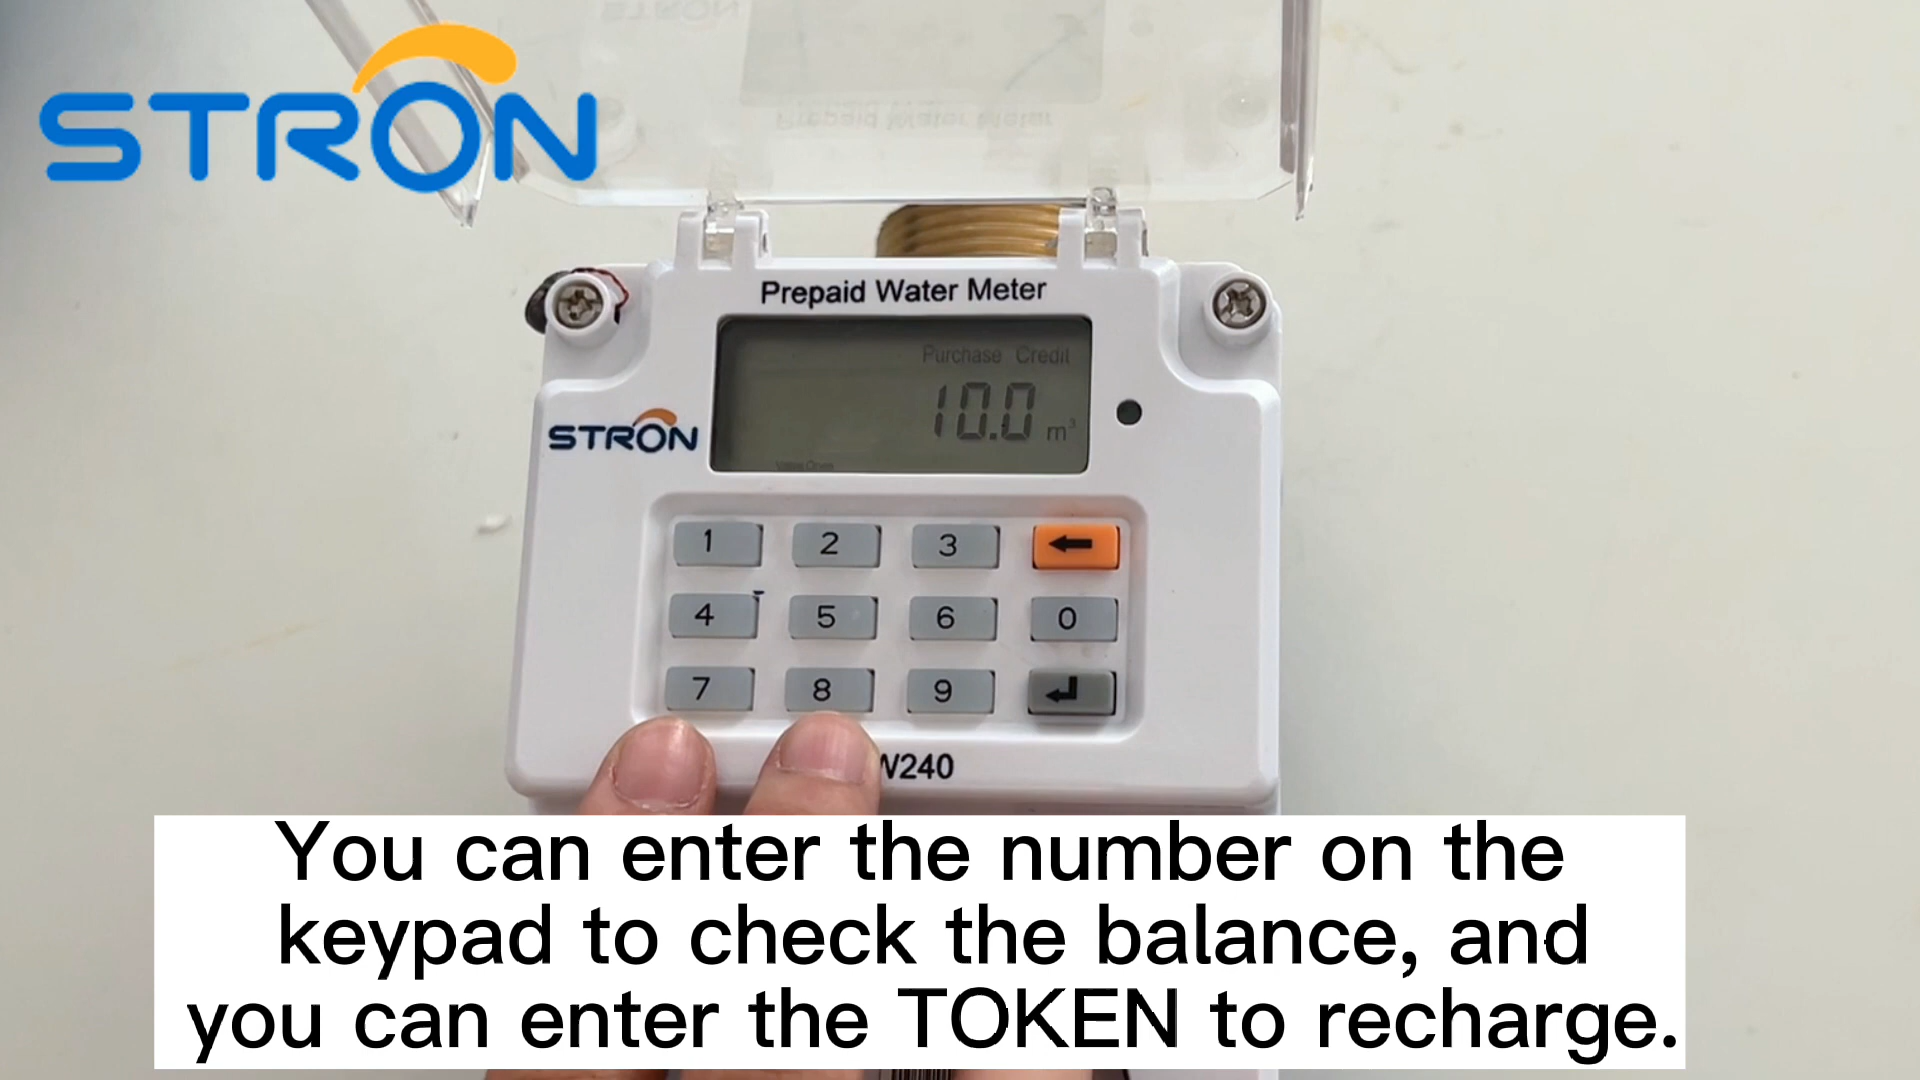 STRON
Prepaid Water Meter
Purchase Credit
10.0 m³
STRON
1 2 3 ←
4 5 6 0
7 8 9 ↵
W240
You can enter the number on the
keypad to check the balance, and
you can enter the TOKEN to recharge.